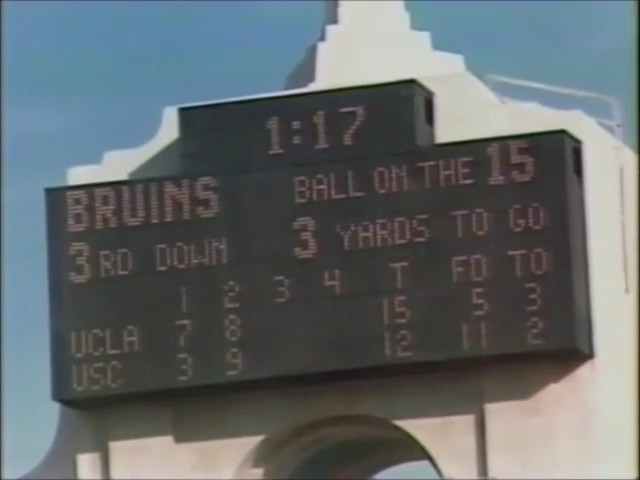 1:17
BRUINS BALL ON THE 15
3RD DOWN 3 YARDS TO GO
1 2 3 4 T FD TO
UCLA 7 8 15 5 3
USC 3 9 12 11 2